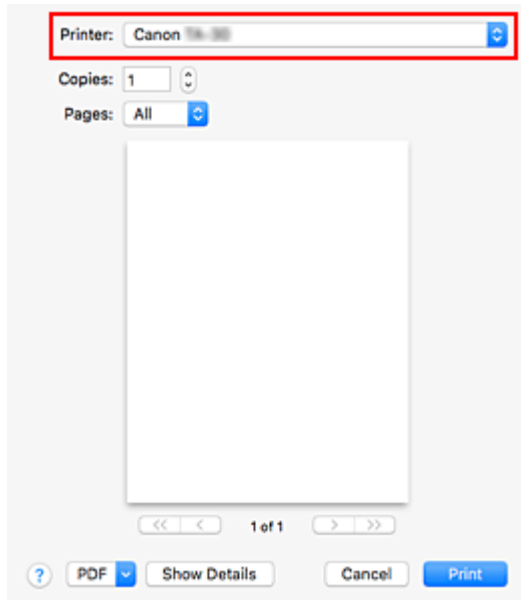 Printer: Canon
Copies: 1
Pages: All
<< < 1 of 1 > >>
? PDF Show Details Cancel Print